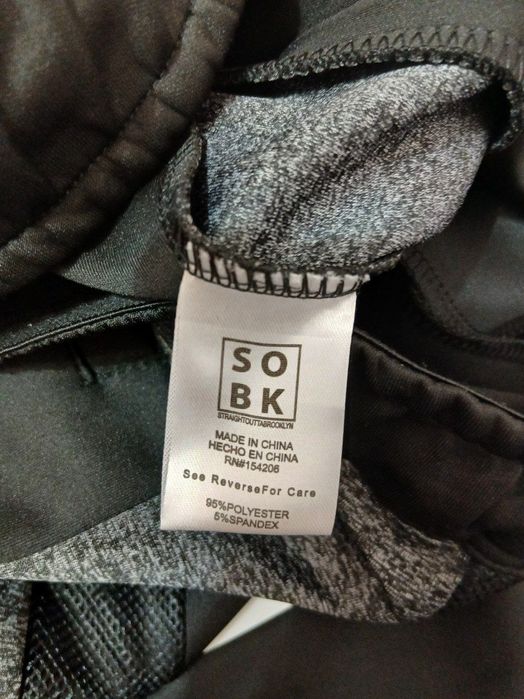 SO
BK
STRAIGHTOUTTABROOKLYN
MADE IN CHINA
HECHO EN CHINA
RN#154206
See ReverseFor Care
95%POLYESTER
5%SPANDEX